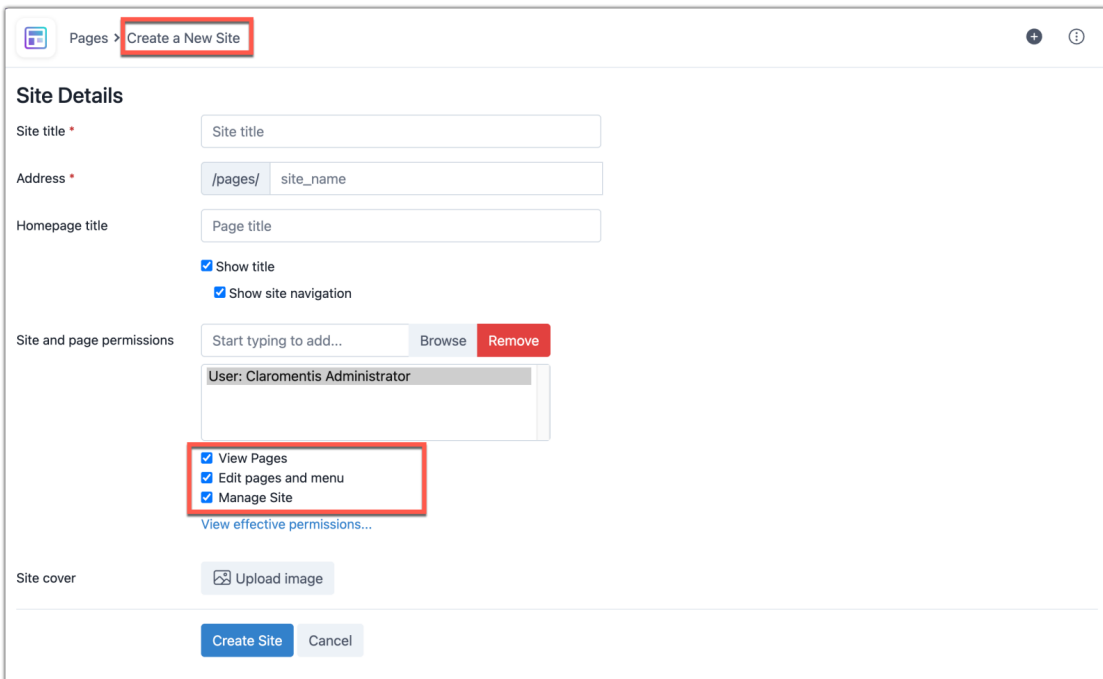 Pages > Create a New Site
Site Details
Site title *
Site title
Address *
/pages/ site_name
Homepage title
Page title
Show title
Show site navigation
Site and page permissions
Start typing to add... Browse Remove
User: Claromentis Administrator
View Pages
Edit pages and menu
Manage Site
View effective permissions...
Site cover
Upload image
Create Site Cancel